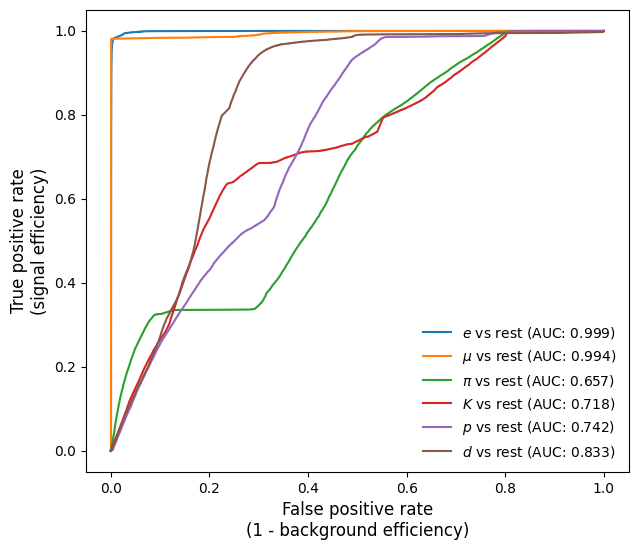 1.0
0.8
0.6
0.4
0.2
0.0
True positive rate
(signal efficiency)
e vs rest (AUC: 0.999)
μ vs rest (AUC: 0.994)
π vs rest (AUC: 0.657)
K vs rest (AUC: 0.718)
p vs rest (AUC: 0.742)
d vs rest (AUC: 0.833)
0.0 0.2 0.4 0.6 0.8 1.0
False positive rate
(1 - background efficiency)